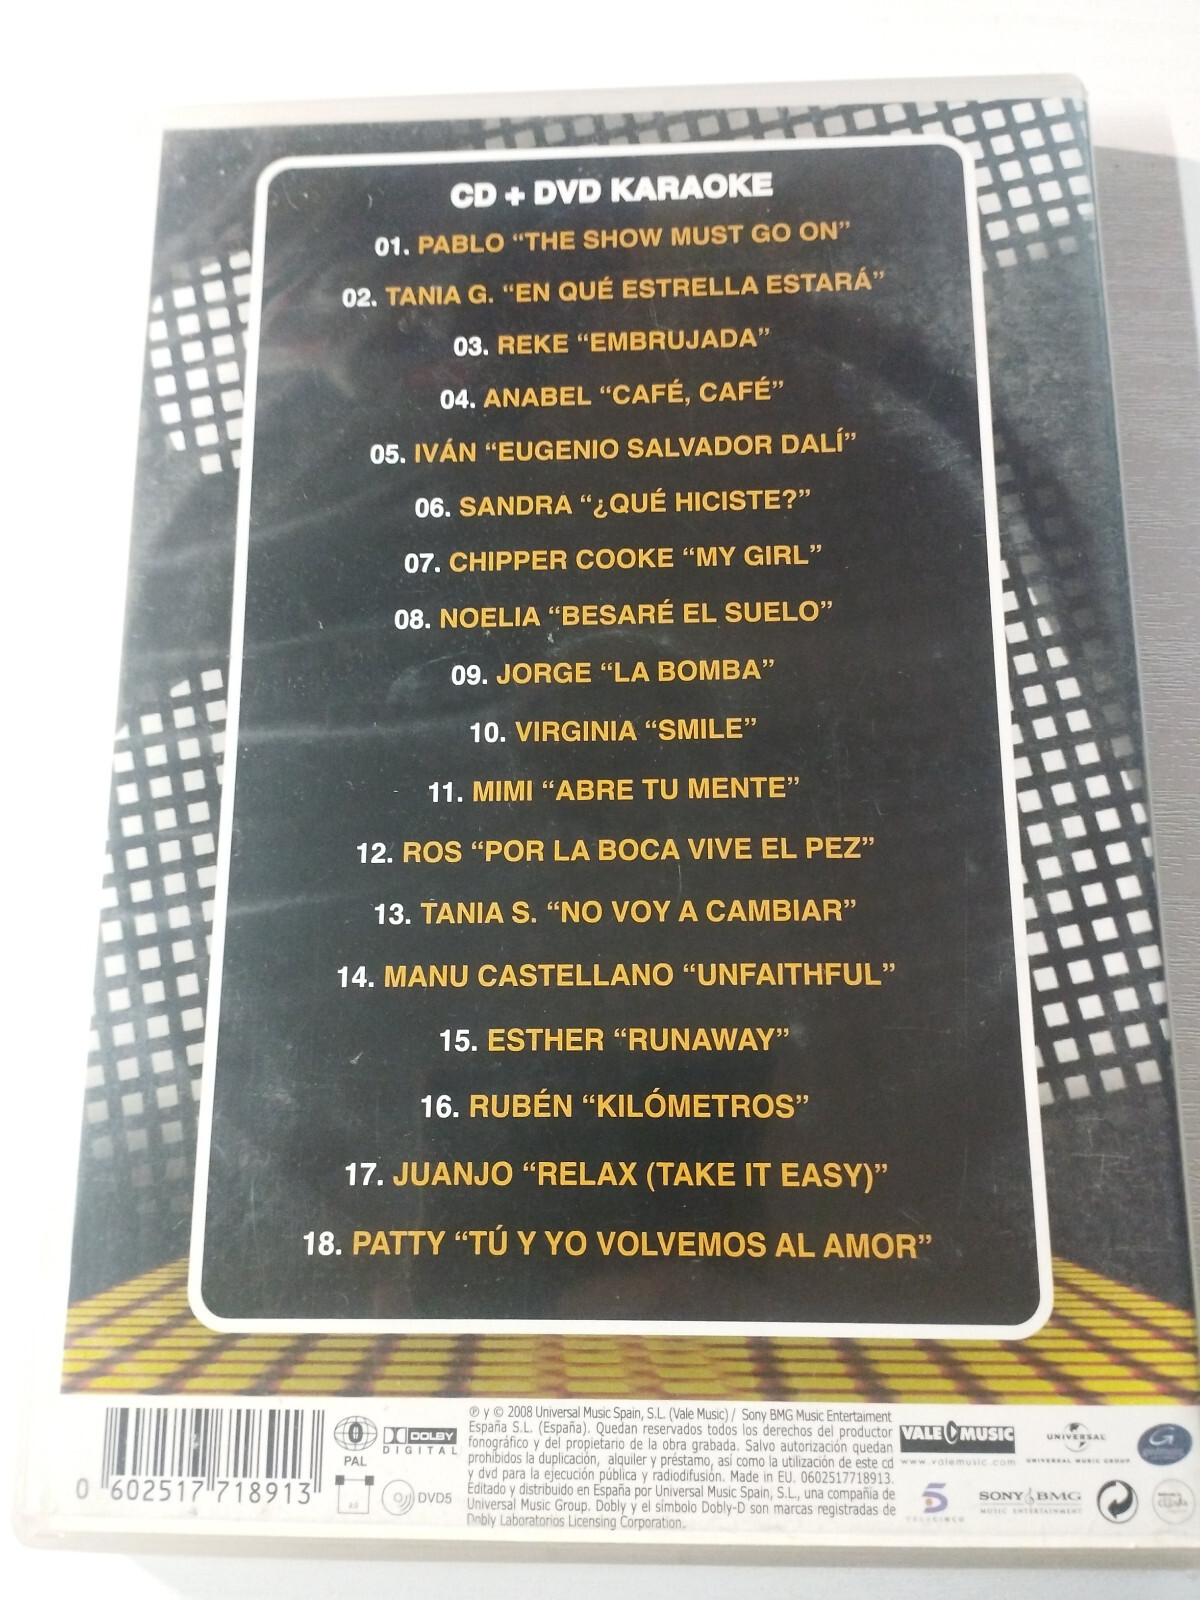 CD + DVD KARAOKE
01. PABLO “THE SHOW MUST GO ON”
02. TANIA G. “EN QUÉ ESTRELLA ESTARÁ”
03. REKE “EMBRUJADA”
04. ANABEL “CAFÉ, CAFÉ”
05. IVÁN “EUGENIO SALVADOR DALÍ”
06. SANDRA “¿QUÉ HICISTE?”
07. CHIPPER COOKE “MY GIRL”
08. NOELIA “BESARÉ EL SUELO”
09. JORGE “LA BOMBA”
10. VIRGINIA “SMILE”
11. MIMI “ABRE TU MENTE”
12. ROS “POR LA BOCA VIVE EL PEZ”
13. TANIA S. “NO VOY A CAMBIAR”
14. MANU CASTELLANO “UNFAITHFUL”
15. ESTHER “RUNAWAY”
16. RUBÉN “KILÓMETROS”
17. JUANJO “RELAX (TAKE IT EASY)”
18. PATTY “TÚ Y YO VOLVEMOS AL AMOR”
0 602517 718913
PAL
DOLBY
DIGITAL
DVD5
℗ y © 2008 Universal Music Spain, S.L. (Vale Music) / Sony BMG Music Entertaiment
España S.L. (España). Quedan reservados todos los derechos del productor
fonográfico y del propietario de la obra grabada. Salvo autorización quedan
prohibidos la duplicación, alquiler y préstamo, así como la utilización de este cd
y dvd para la ejecución pública y radiodifusión. Made in EU. 0602517718913.
Editado y distribuido en España por Universal Music Spain, S.L., una compañia de
Universal Music Group. Dobly y el símbolo Dobly-D son marcas registradas de
Dobly Laboratorios Licensing Corporation.
VALE MUSIC
www.valemusic.com
UNIVERSAL
UNIVERSAL MUSIC GROUP
TELECINCO
SONY BMG
MUSIC ENTERTAINMENT